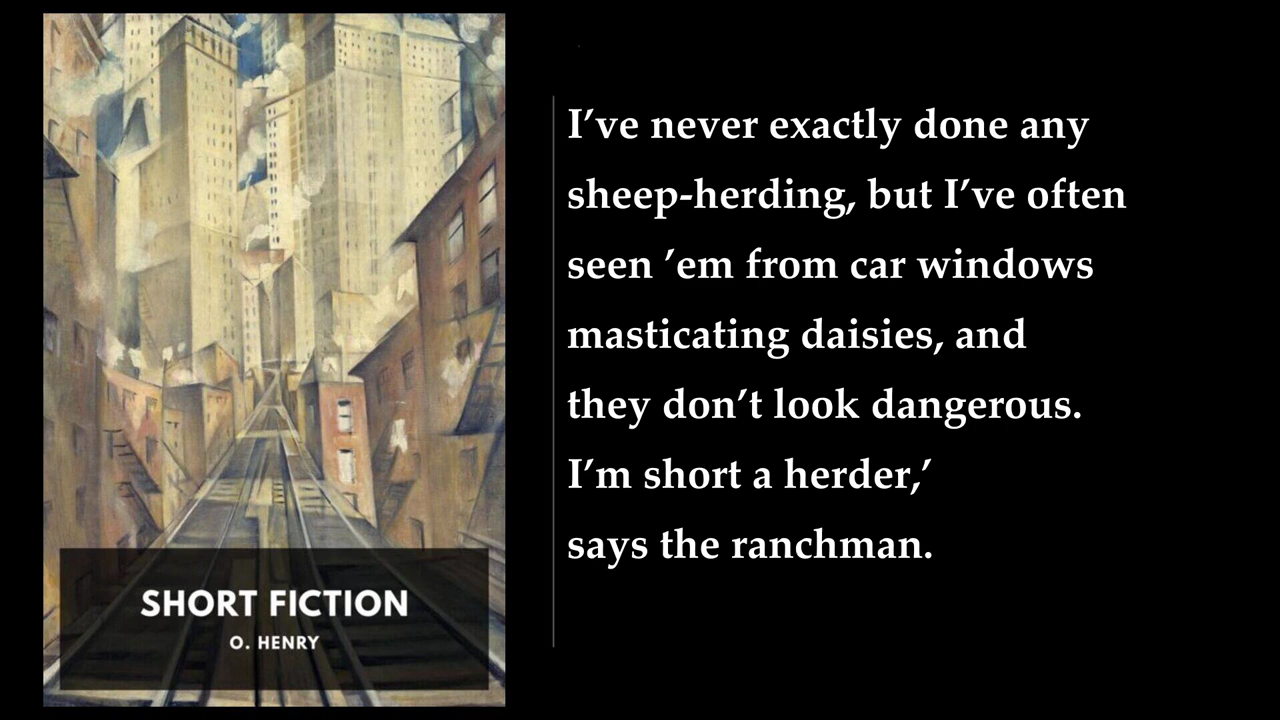 SHORT FICTION
O. HENRY
I’ve never exactly done any
sheep-herding, but I’ve often
seen ’em from car windows
masticating daisies, and
they don’t look dangerous.
I’m short a herder,’
says the ranchman.